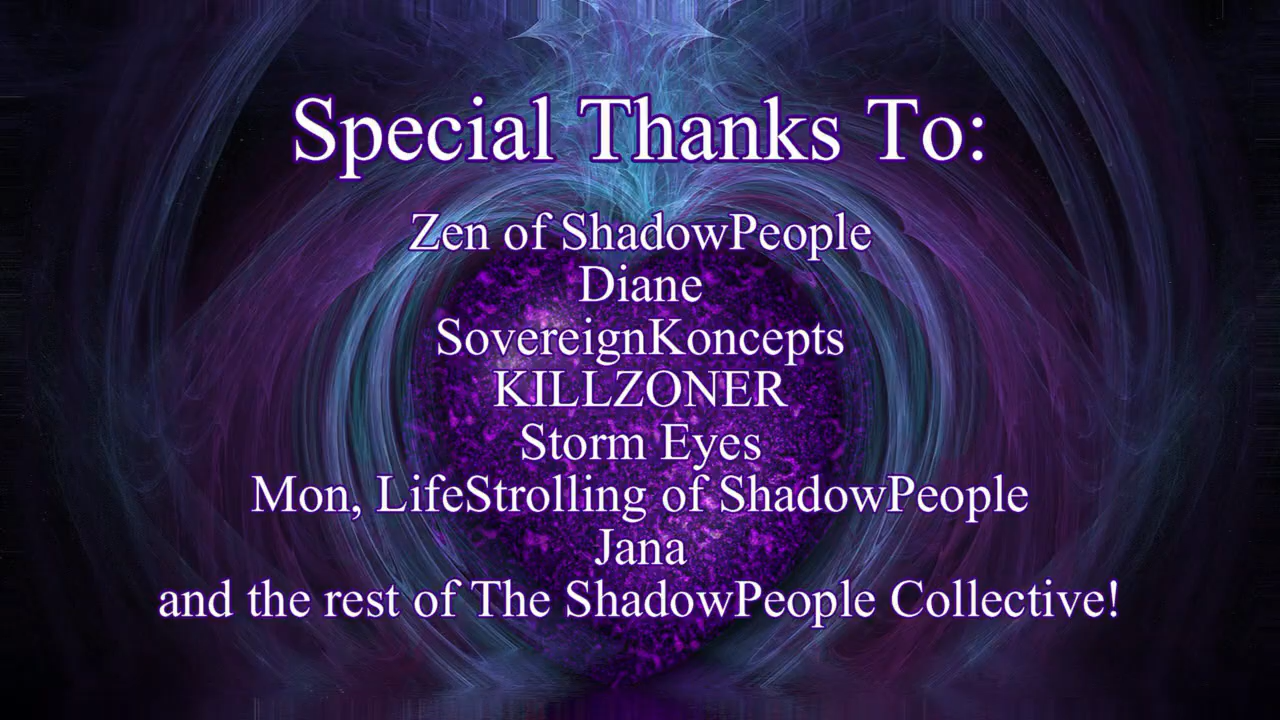 Special Thanks To:
Zen of ShadowPeople
Diane
SovereignKoncepts
KILLZONER
Storm Eyes
Mon, LifeStrolling of ShadowPeople
Jana
and the rest of The ShadowPeople Collective!